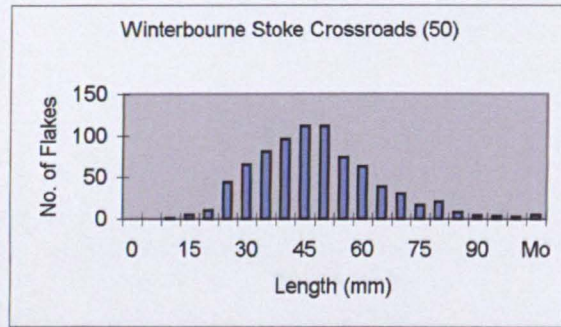 Winterbourne Stoke Crossroads (50)
No. of Flakes
150
100
50
0
0 15 30 45 60 75 90 Mo
Length (mm)